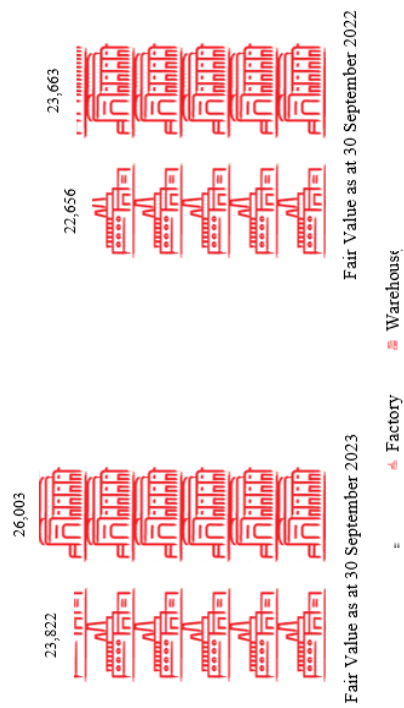 23,663
22,656
Fair Value as at 30 September 2022
26,003
23,822
Fair Value as at 30 September 2023
Factory
Warehouse